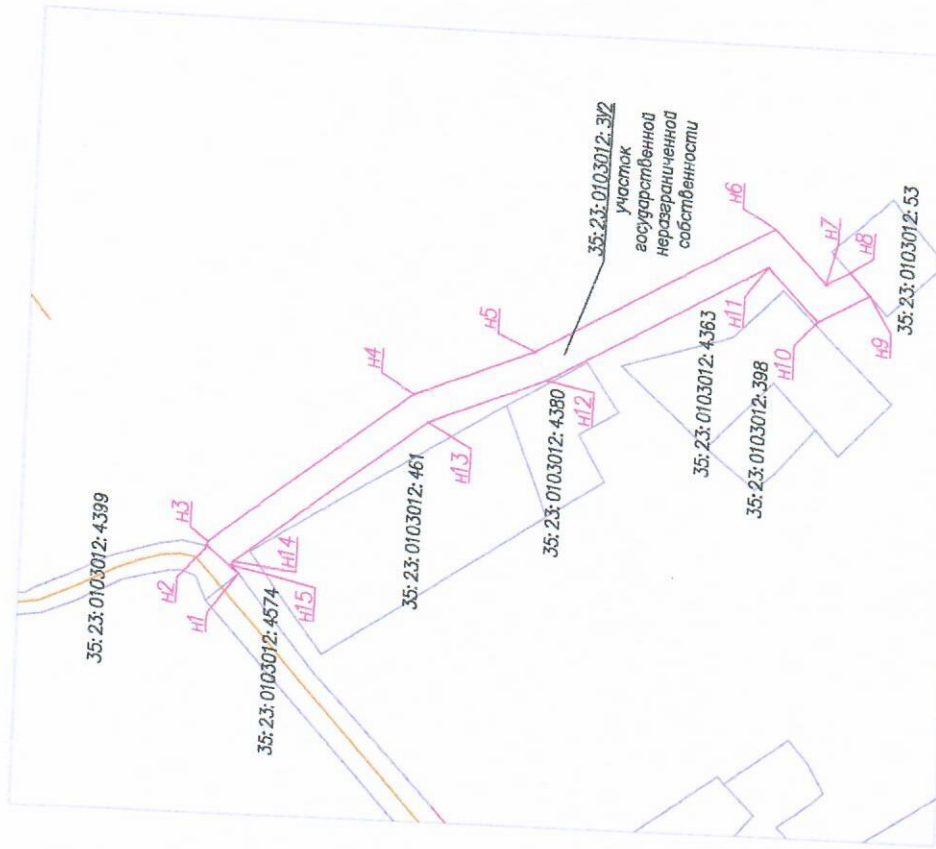 35:23:0103012:4399
н3
н2
н1
35:23:0103012:4574
н14
н15
н4
35:23:0103012:461
н13
н5
35:23:0103012:4380
н12
35:23:0103012:ЗУ2
участок
государственной
неразграниченной
собственности
н6
н7
н8
н11
35:23:0103012:4363
н10
35:23:0103012:398
н9
35:23:0103012:53